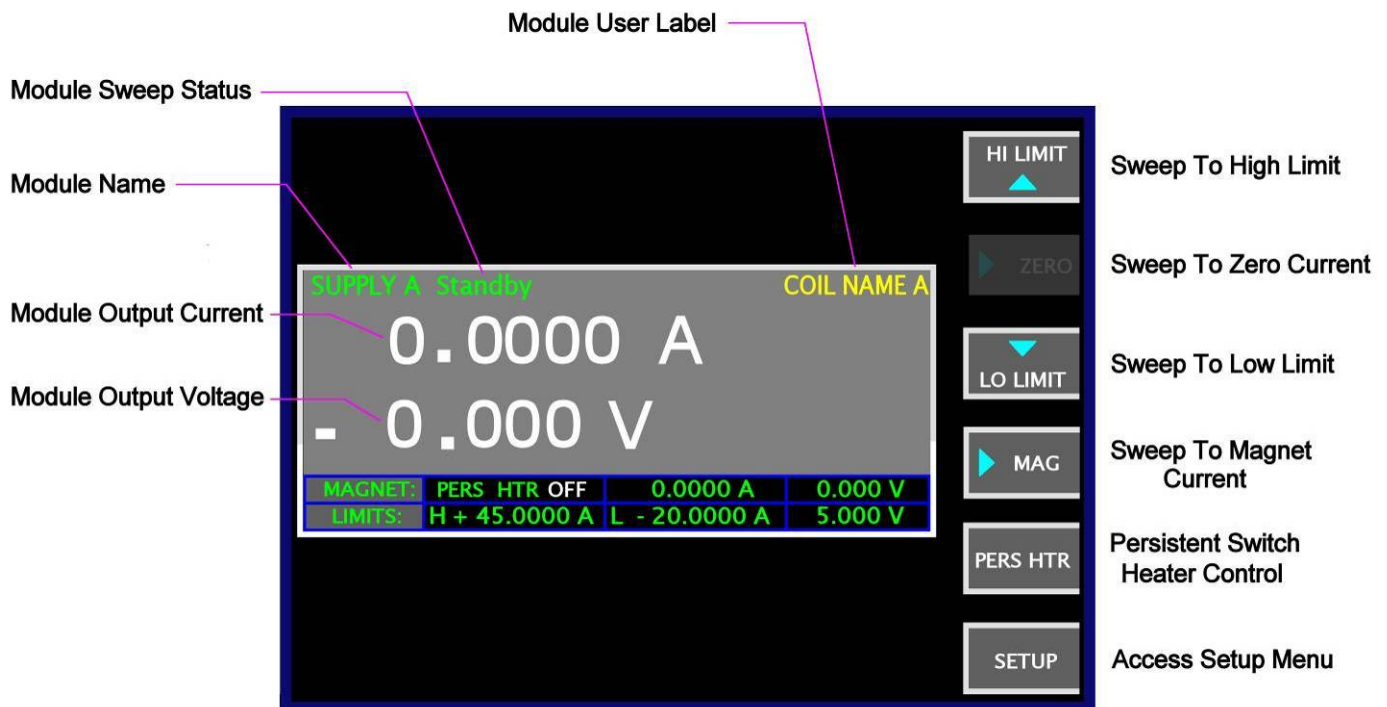 Module User Label
Module Sweep Status
Module Name
Module Output Current
Module Output Voltage
SUPPLY A Standby
COIL NAME A
0.0000 A
- 0.000 V
MAGNET: PERS HTR OFF 0.0000 A 0.000 V
LIMITS: H + 45.0000 A L - 20.0000 A 5.000 V
HI LIMIT
Sweep To High Limit
ZERO
Sweep To Zero Current
LO LIMIT
Sweep To Low Limit
MAG
Sweep To Magnet
Current
PERS HTR
Persistent Switch
Heater Control
SETUP
Access Setup Menu